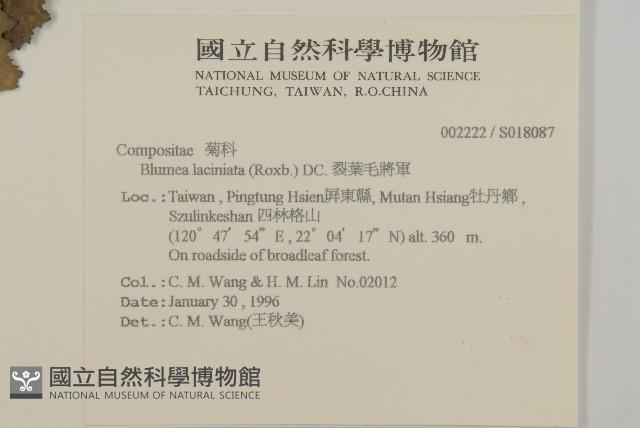 國立自然科學博物館
NATIONAL MUSEUM OF NATURAL SCIENCE
TAICHUNG, TAIWAN, R.O.CHINA
002222 / S018087
Compositae 菊科
Blumea laciniata (Roxb.) DC. 裂葉毛將軍
Loc.:Taiwan , Pingtung Hsien屏東縣, Mutan Hsiang牡丹鄉 ,
Szulinkeshan 四林格山
(120° 47' 54" E , 22° 04' 17" N) alt. 360 m.
On roadside of broadleaf forest.
Col.: C. M. Wang & H. M. Lin No.02012
Date:January 30 , 1996
Det.: C. M. Wang(王秋美)
國立自然科學博物館
NATIONAL MUSEUM OF NATURAL SCIENCE